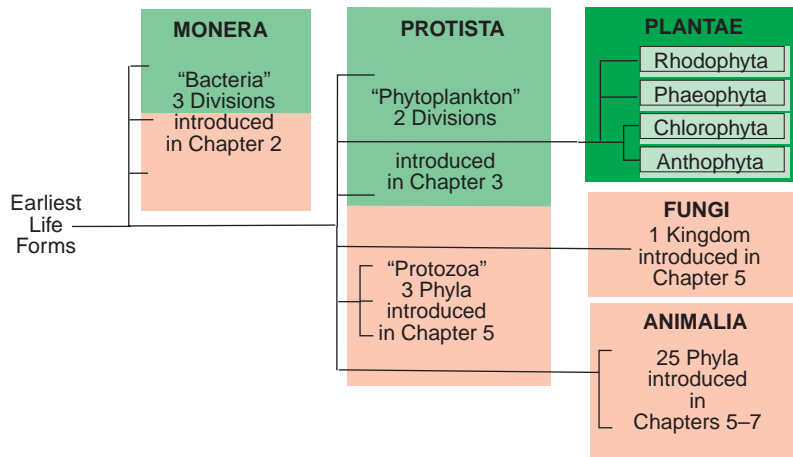 MONERA
“Bacteria”
3 Divisions
introduced
in Chapter 2
Earliest
Life
Forms
PROTISTA
“Phytoplankton”
2 Divisions
introduced
in Chapter 3
“Protozoa”
3 Phyla
introduced
in Chapter 5
PLANTAE
Rhodophyta
Phaeophyta
Chlorophyta
Anthophyta
FUNGI
1 Kingdom
introduced in
Chapter 5
ANIMALIA
25 Phyla
introduced
in
Chapters 5–7